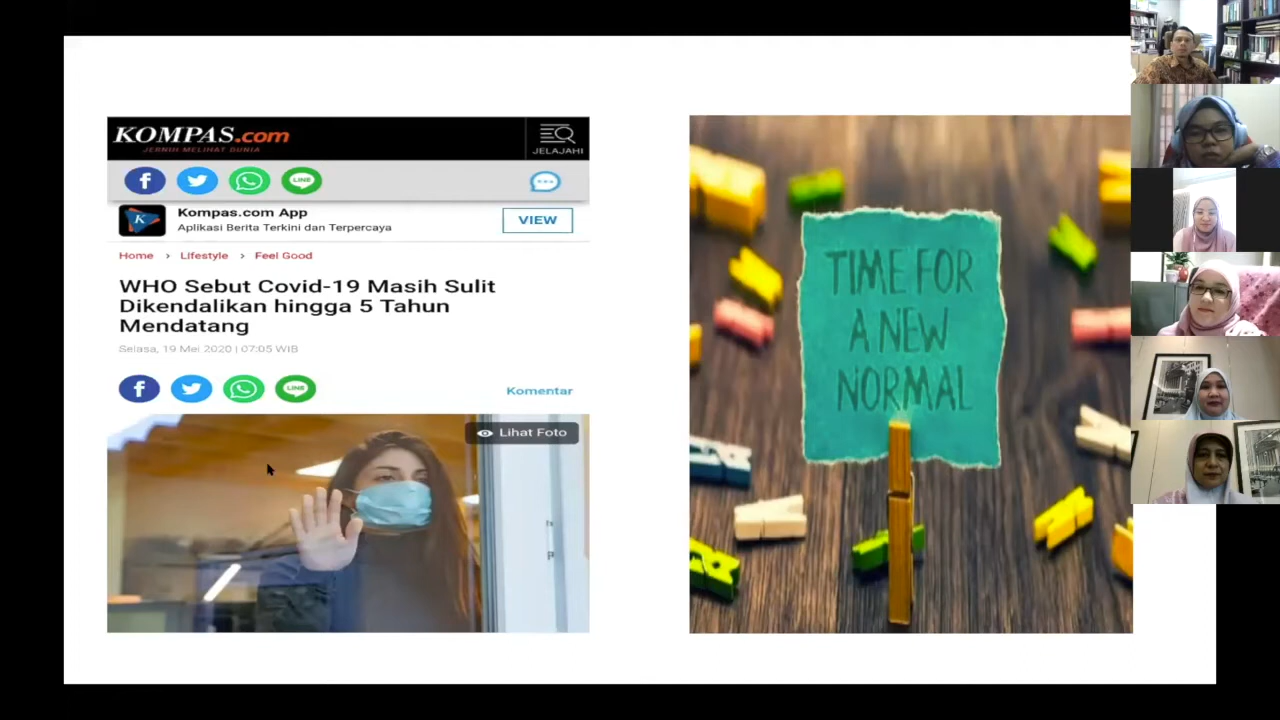 KOMPAS.com
JERNIH MELIHAT DUNIA
JELAJAHI
LINE
Kompas.com App
Aplikasi Berita Terkini dan Terpercaya
VIEW
Home > Lifestyle > Feel Good
WHO Sebut Covid-19 Masih Sulit
Dikendalikan hingga 5 Tahun
Mendatang
Selasa, 19 Mei 2020 | 07:05 WIB
LINE
Komentar
Lihat Foto
TIME FOR
A NEW
NORMAL